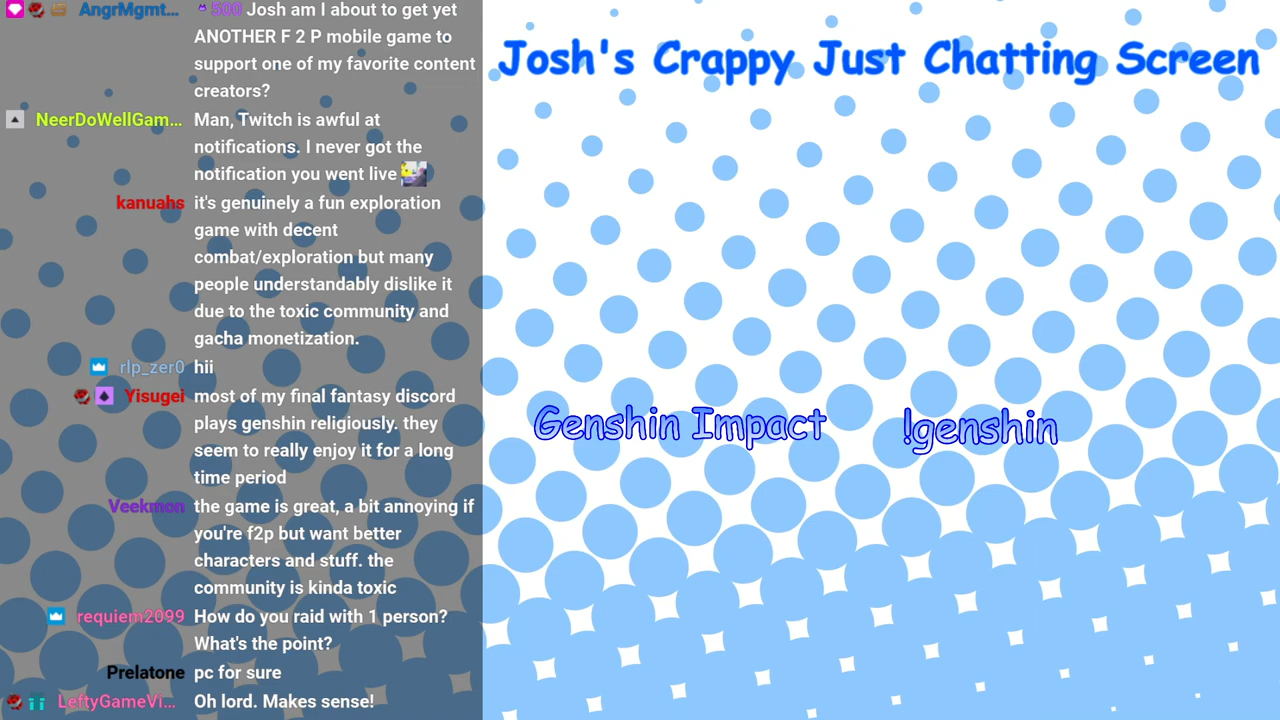 AngrMgmt... 500 Josh am I about to get yet
ANOTHER F 2 P mobile game to
support one of my favorite content
creators?
NeerDoWellGam... Man, Twitch is awful at
notifications. I never got the
notification you went live
kanuahs it's genuinely a fun exploration
game with decent
combat/exploration but many
people understandably dislike it
due to the toxic community and
gacha monetization.
rlp_zer0 hii
Yisugei most of my final fantasy discord
plays genshin religiously. they
seem to really enjoy it for a long
time period
Veekmon the game is great, a bit annoying if
you're f2p but want better
characters and stuff. the
community is kinda toxic
requiem2099 How do you raid with 1 person?
What's the point?
Prelatone pc for sure
LeftyGameVi... Oh lord. Makes sense!
Josh's Crappy Just Chatting Screen
Genshin Impact !genshin